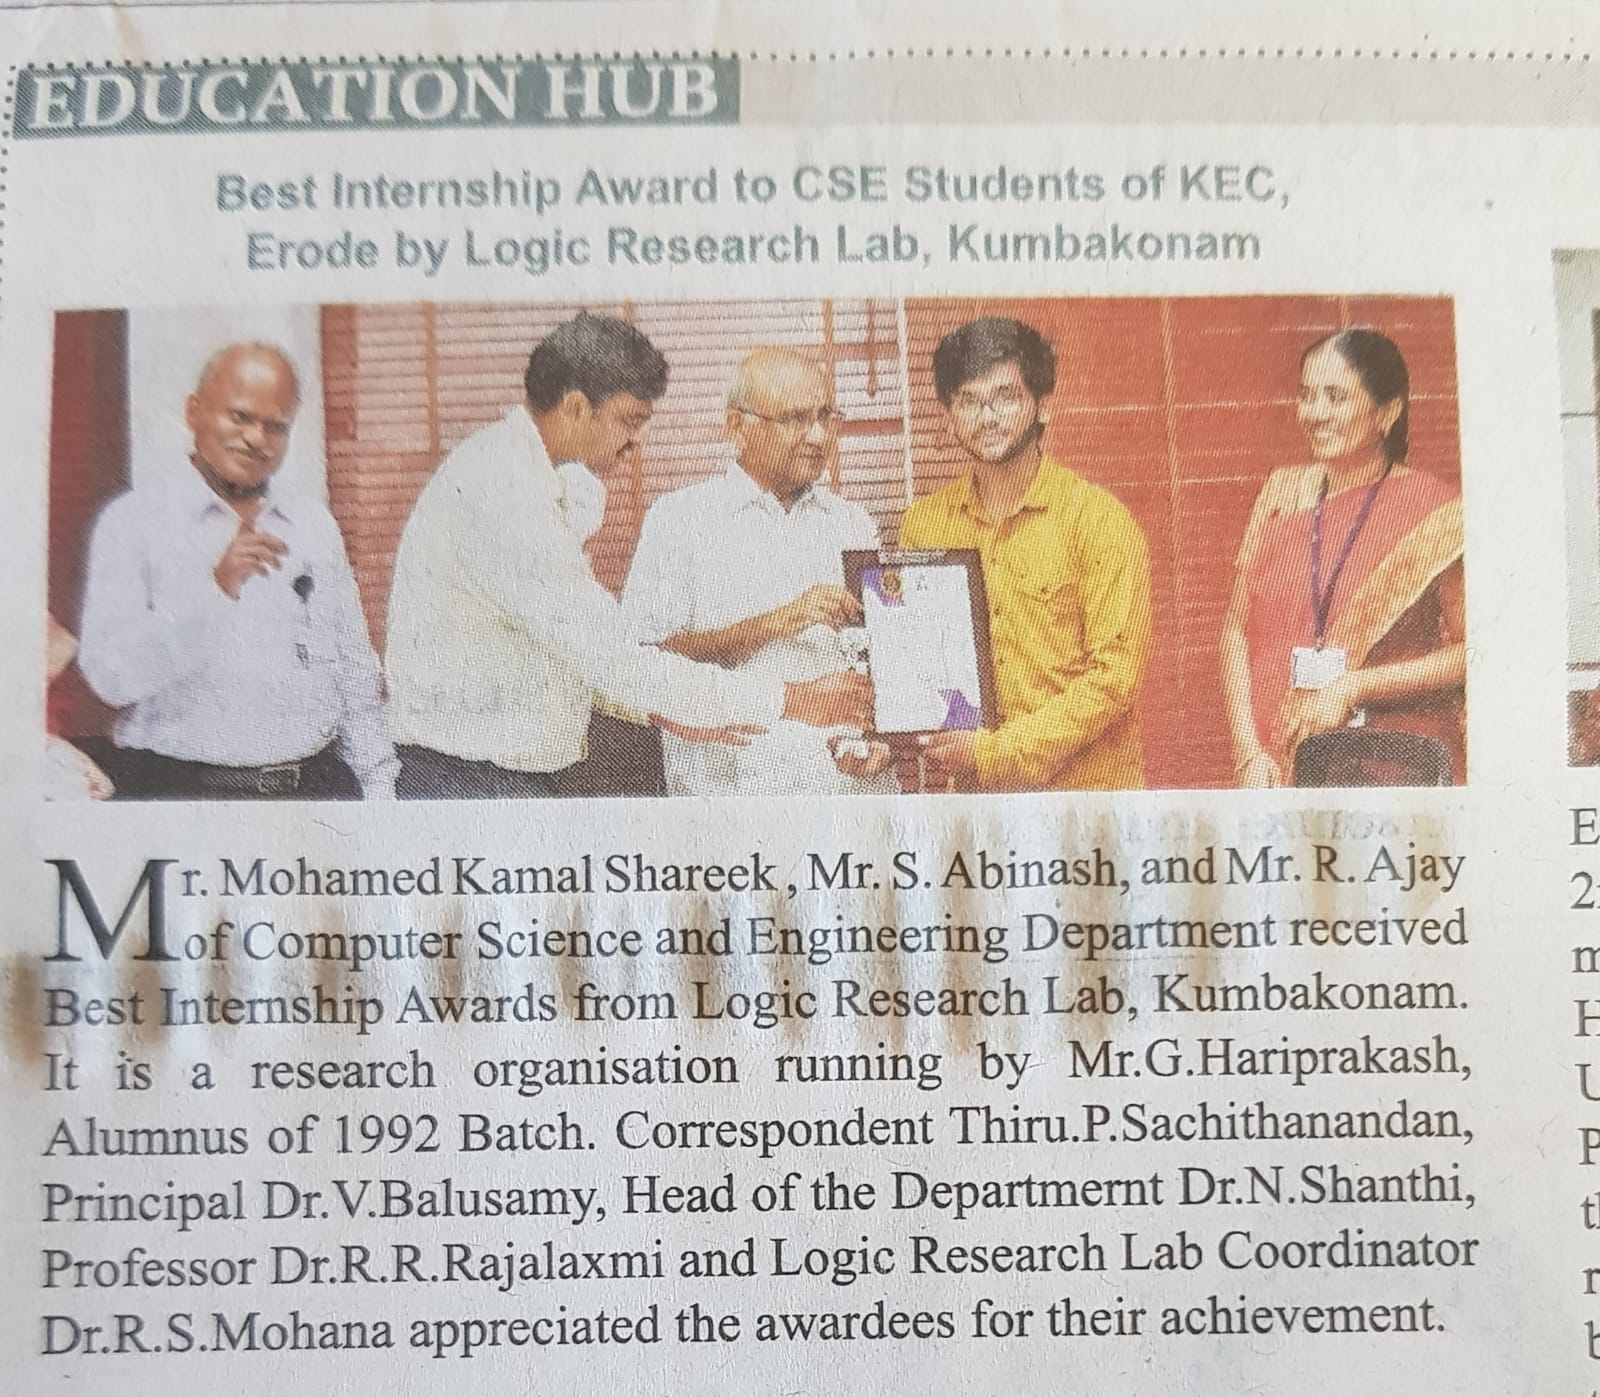 EDUCATION HUB
Best Internship Award to CSE Students of KEC,
Erode by Logic Research Lab, Kumbakonam
Mr. Mohamed Kamal Shareek, Mr. S. Abinash, and Mr. R. Ajay
of Computer Science and Engineering Department received
Best Internship Awards from Logic Research Lab, Kumbakonam.
It is a research organisation running by Mr.G.Hariprakash,
Alumnus of 1992 Batch. Correspondent Thiru.P.Sachithanandan,
Principal Dr.V.Balusamy, Head of the Departmernt Dr.N.Shanthi,
Professor Dr.R.R.Rajalaxmi and Logic Research Lab Coordinator
Dr.R.S.Mohana appreciated the awardees for their achievement.